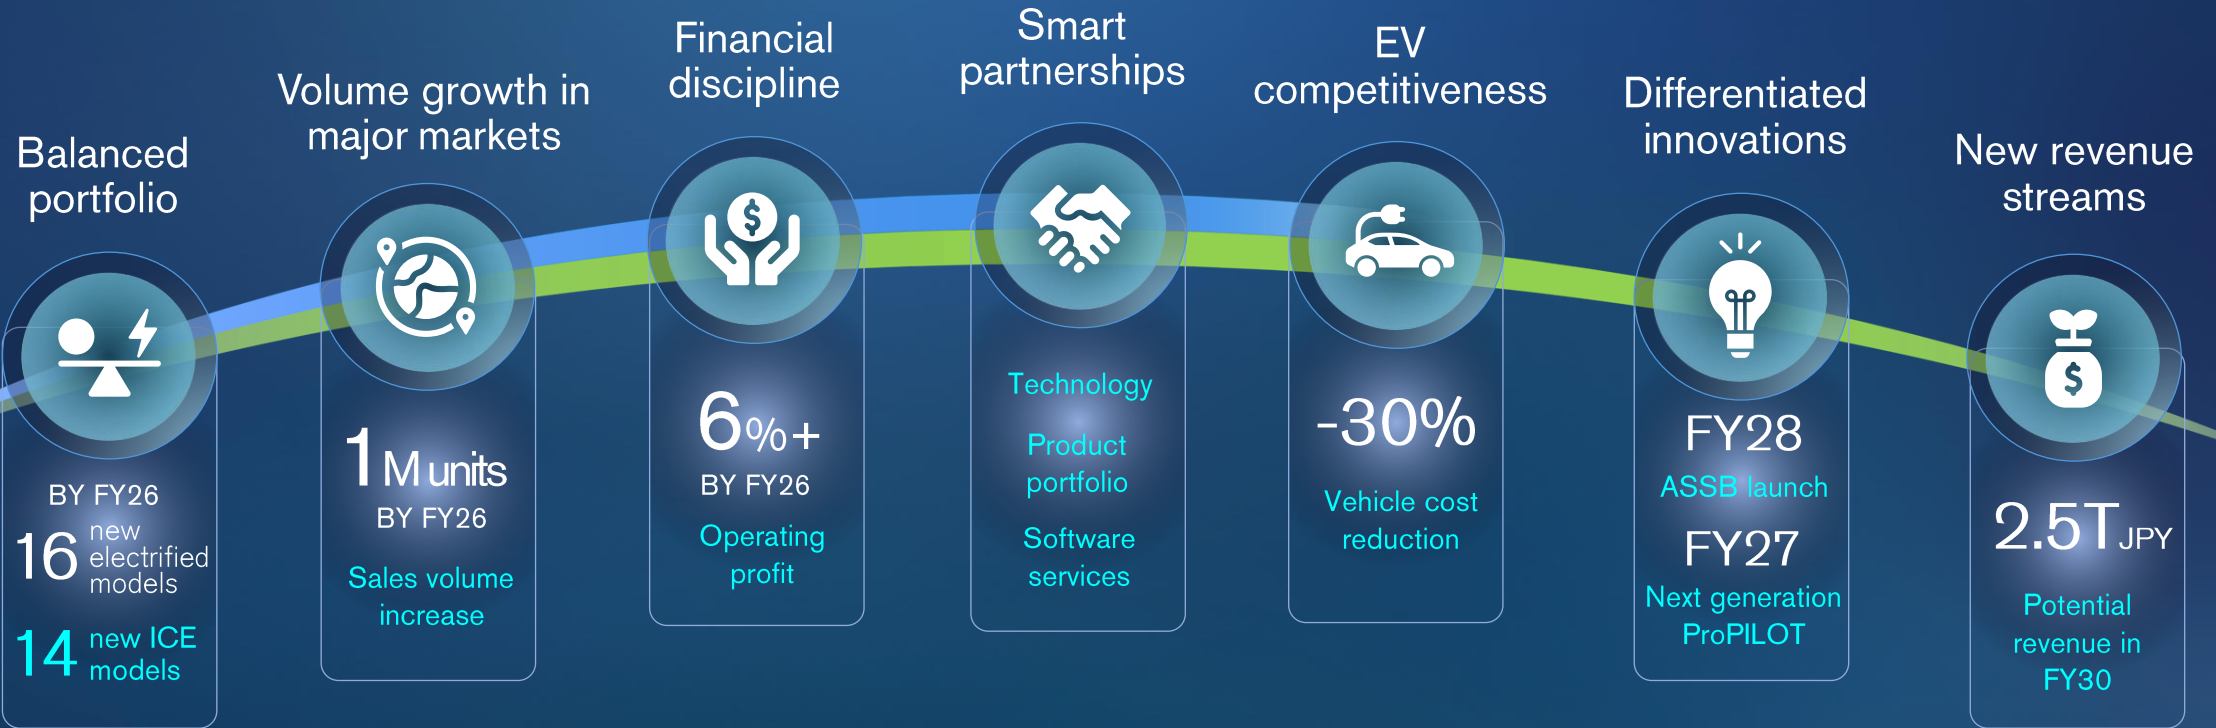 Balanced
portfolio
BY FY26
16 new
electrified
models
14 new ICE
models
Volume growth in
major markets
1M units
BY FY26
Sales volume
increase
Financial
discipline
6%+
BY FY26
Operating
profit
Smart
partnerships
Technology
Product
portfolio
Software
services
EV
competitiveness
-30%
Vehicle cost
reduction
Differentiated
innovations
FY28
ASSB launch
FY27
Next generation
ProPILOT
New revenue
streams
2.5T JPY
Potential
revenue in
FY30